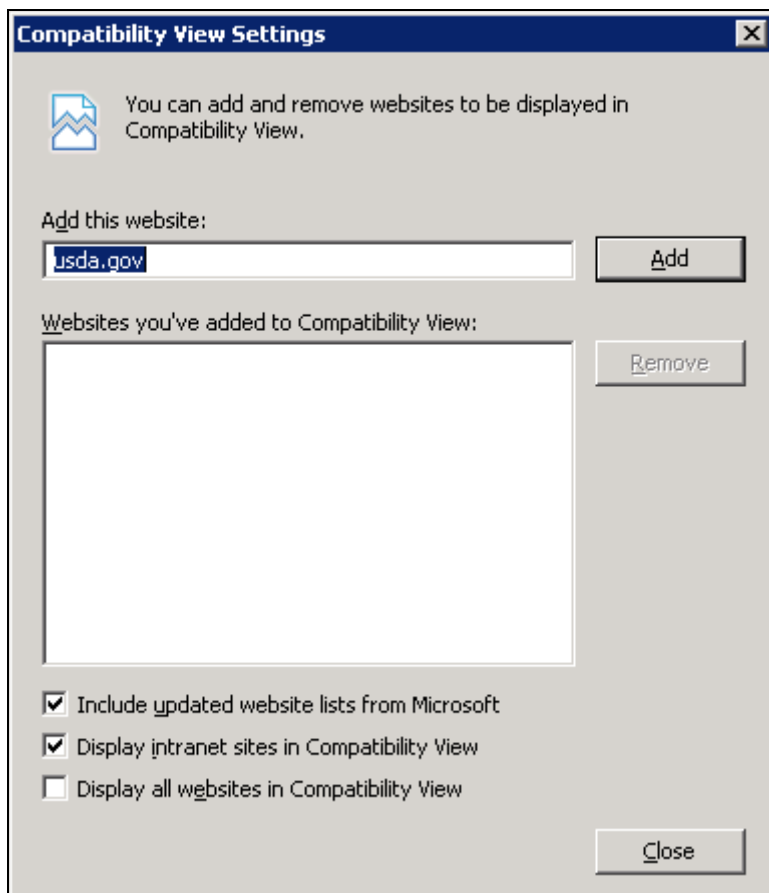 Compatibility View Settings
You can add and remove websites to be displayed in
Compatibility View.
Add this website:
usda.gov
Add
Websites you've added to Compatibility View:
Remove
Include updated website lists from Microsoft
Display intranet sites in Compatibility View
Display all websites in Compatibility View
Close